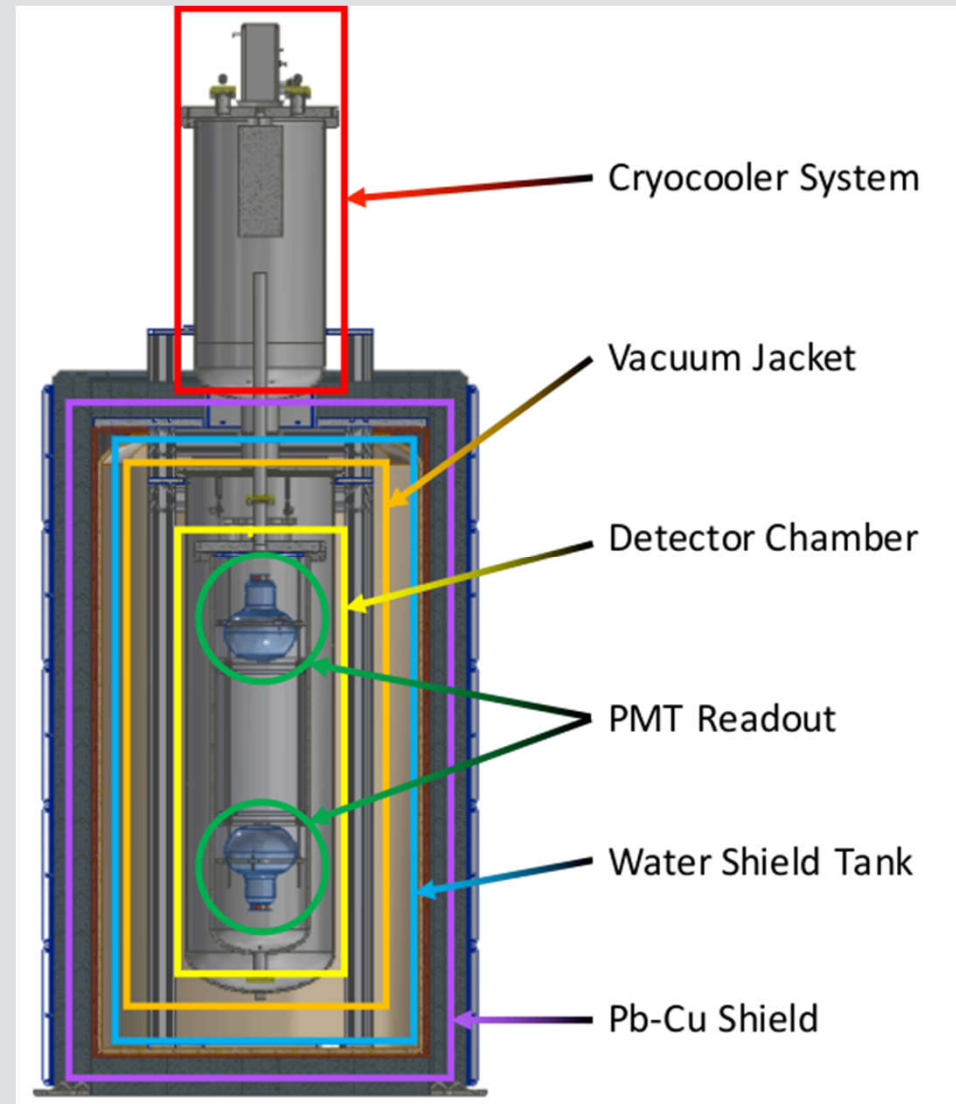 Cryocooler System
Vacuum Jacket
Detector Chamber
PMT Readout
Water Shield Tank
Pb-Cu Shield